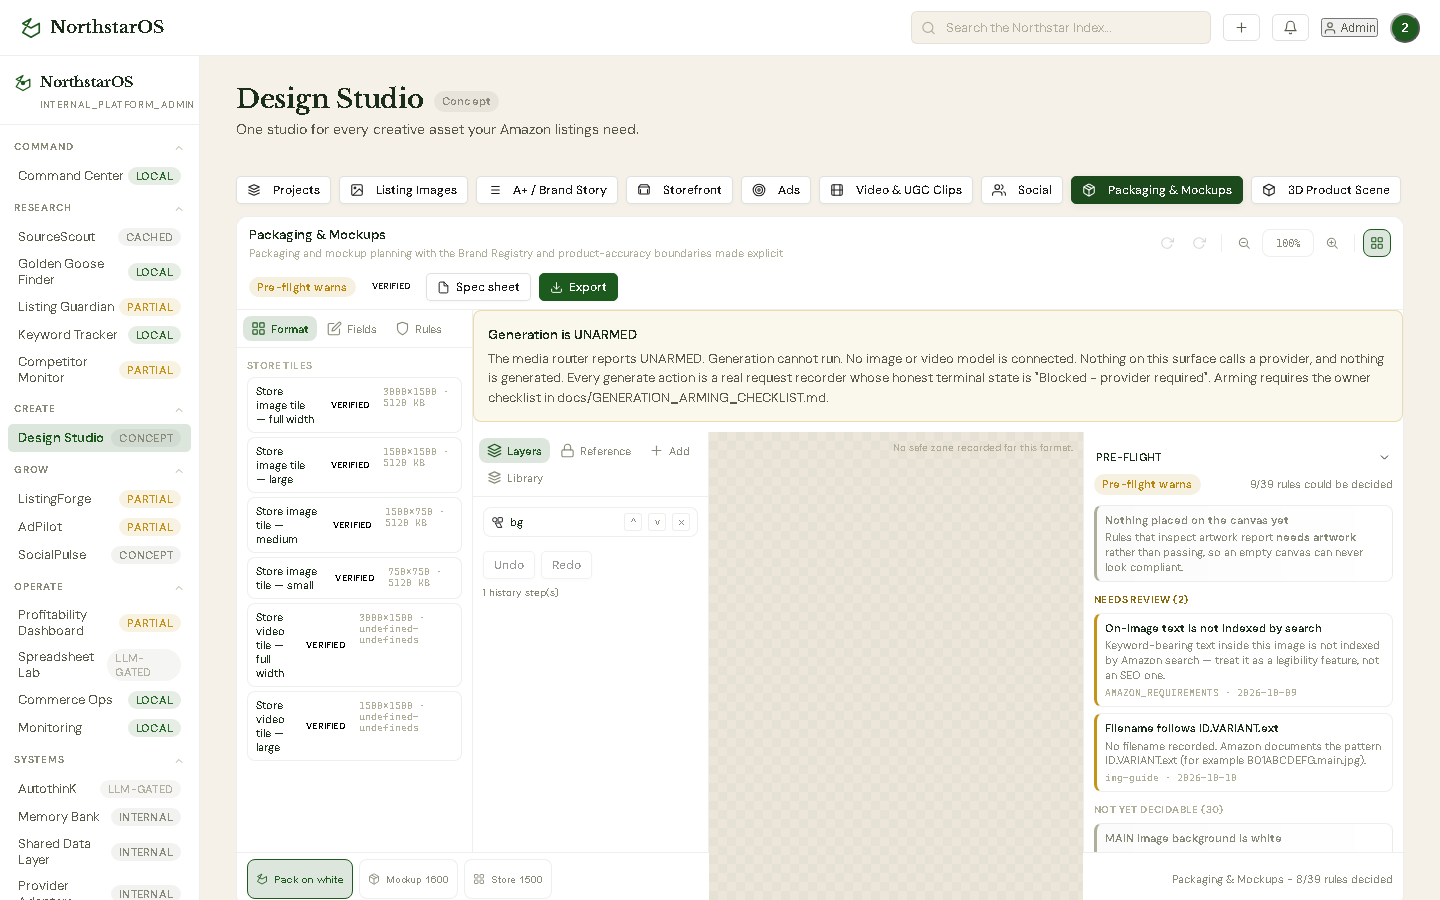 NorthstarOS
Search the Northstar Index...
Admin
2
NorthstarOS
INTERNAL_PLATFORM_ADMIN
COMMAND
Command Center LOCAL
RESEARCH
SourceScout CACHED
Golden Goose
Finder
LOCAL
Listing Guardian PARTIAL
Keyword Tracker LOCAL
Competitor
Monitor
PARTIAL
CREATE
Design Studio CONCEPT
GROW
ListingForge PARTIAL
AdPilot PARTIAL
SocialPulse CONCEPT
OPERATE
Profitability
Dashboard
PARTIAL
Spreadsheet
Lab
LLM-
GATED
Commerce Ops LOCAL
Monitoring LOCAL
SYSTEMS
AutothinK LLM-GATED
Memory Bank INTERNAL
Shared Data
Layer
INTERNAL
Provider
INTERNAL
Design Studio Concept
One studio for every creative asset your Amazon listings need.
Projects Listing Images A+ / Brand Story Storefront Ads Video & UGC Clips Social Packaging & Mockups 3D Product Scene
Packaging & Mockups
Packaging and mockup planning with the Brand Registry and product-accuracy boundaries made explicit
100%
Pre-flight warns VERIFIED Spec sheet Export
Format Fields Rules
STORE TILES
Store
image tile
— full width
VERIFIED
3000×1500 ·
5120 KB
Store
image tile
— large
VERIFIED
1500×1500 ·
5120 KB
Store image
tile —
medium
VERIFIED
1500×750 ·
5120 KB
Store image
tile — small
VERIFIED
750×750 ·
5120 KB
Store
video
tile —
full
width
VERIFIED
3000×1500 ·
undefined–
undefineds
Store
video
tile —
large
VERIFIED
1500×1500 ·
undefined–
undefineds
Generation is UNARMED
The media router reports UNARMED. Generation cannot run. No image or video model is connected. Nothing on this surface calls a provider, and nothing
is generated. Every generate action is a real request recorder whose honest terminal state is "Blocked - provider required". Arming requires the owner
checklist in docs/GENERATION_ARMING_CHECKLIST.md.
Layers Reference Add
Library
bg ^ v ×
Undo Redo
1 history step(s)
No safe zone recorded for this format.
PRE-FLIGHT
Pre-flight warns 9/39 rules could be decided
Nothing placed on the canvas yet
Rules that inspect artwork report needs artwork
rather than passing, so an empty canvas can never
look compliant.
NEEDS REVIEW (2)
On-image text is not indexed by search
Keyword-bearing text inside this image is not indexed
by Amazon search — treat it as a legibility feature, not
an SEO one.
AMAZON_REQUIREMENTS · 2026-10-09
Filename follows ID.VARIANT.ext
No filename recorded. Amazon documents the pattern
ID.VARIANT.ext (for example B01ABCDEFG.main.jpg).
img-guide · 2026-10-10
NOT YET DECIDABLE (30)
MAIN image background is white
Pack on white Mockup 1600 Store 1500
Packaging & Mockups - 8/39 rules decided